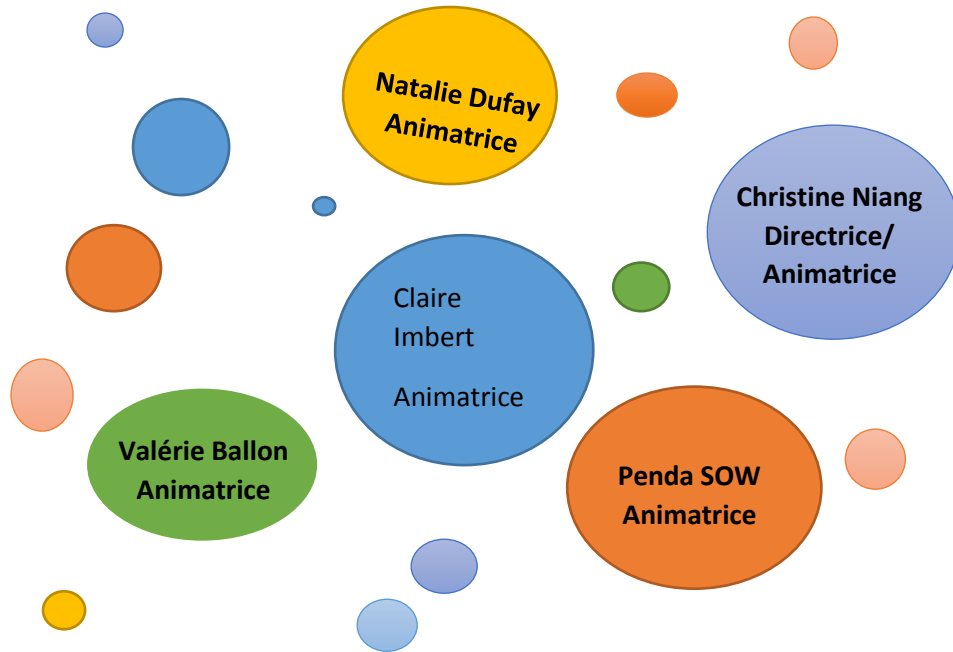 Natalie Dufay
Animatrice
Christine Niang
Directrice/
Animatrice
Claire
Imbert
Animatrice
Valérie Ballon
Animatrice
Penda SOW
Animatrice